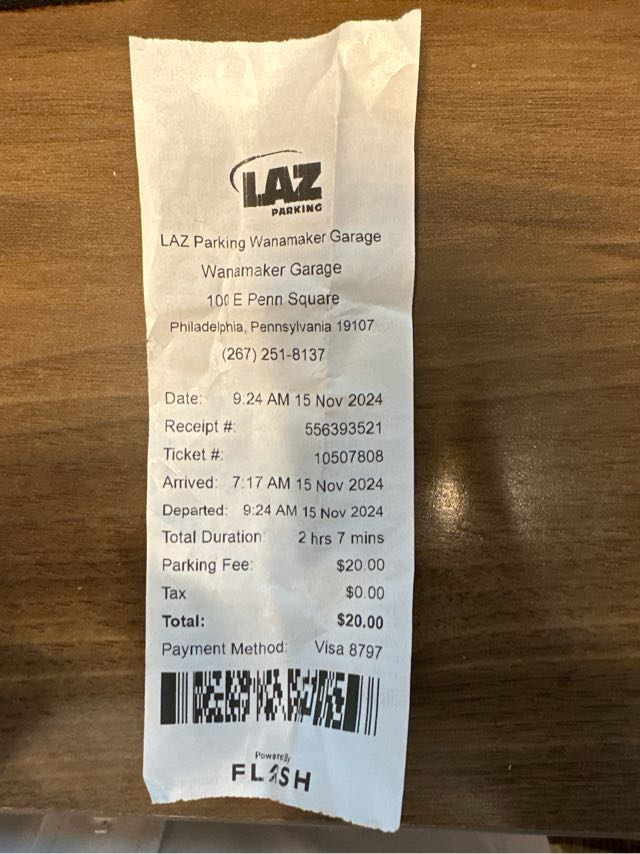 LAZ
PARKING
LAZ Parking Wanamaker Garage
Wanamaker Garage
100 E Penn Square
Philadelphia, Pennsylvania 19107
(267) 251-8137
Date: 9:24 AM 15 Nov 2024
Receipt #: 556393521
Ticket #: 10507808
Arrived: 7:17 AM 15 Nov 2024
Departed: 9:24 AM 15 Nov 2024
Total Duration 2 hrs 7 mins
Parking Fee: $20.00
Tax $0.00
Total: $20.00
Payment Method: Visa 8797
Powered By
FLASH